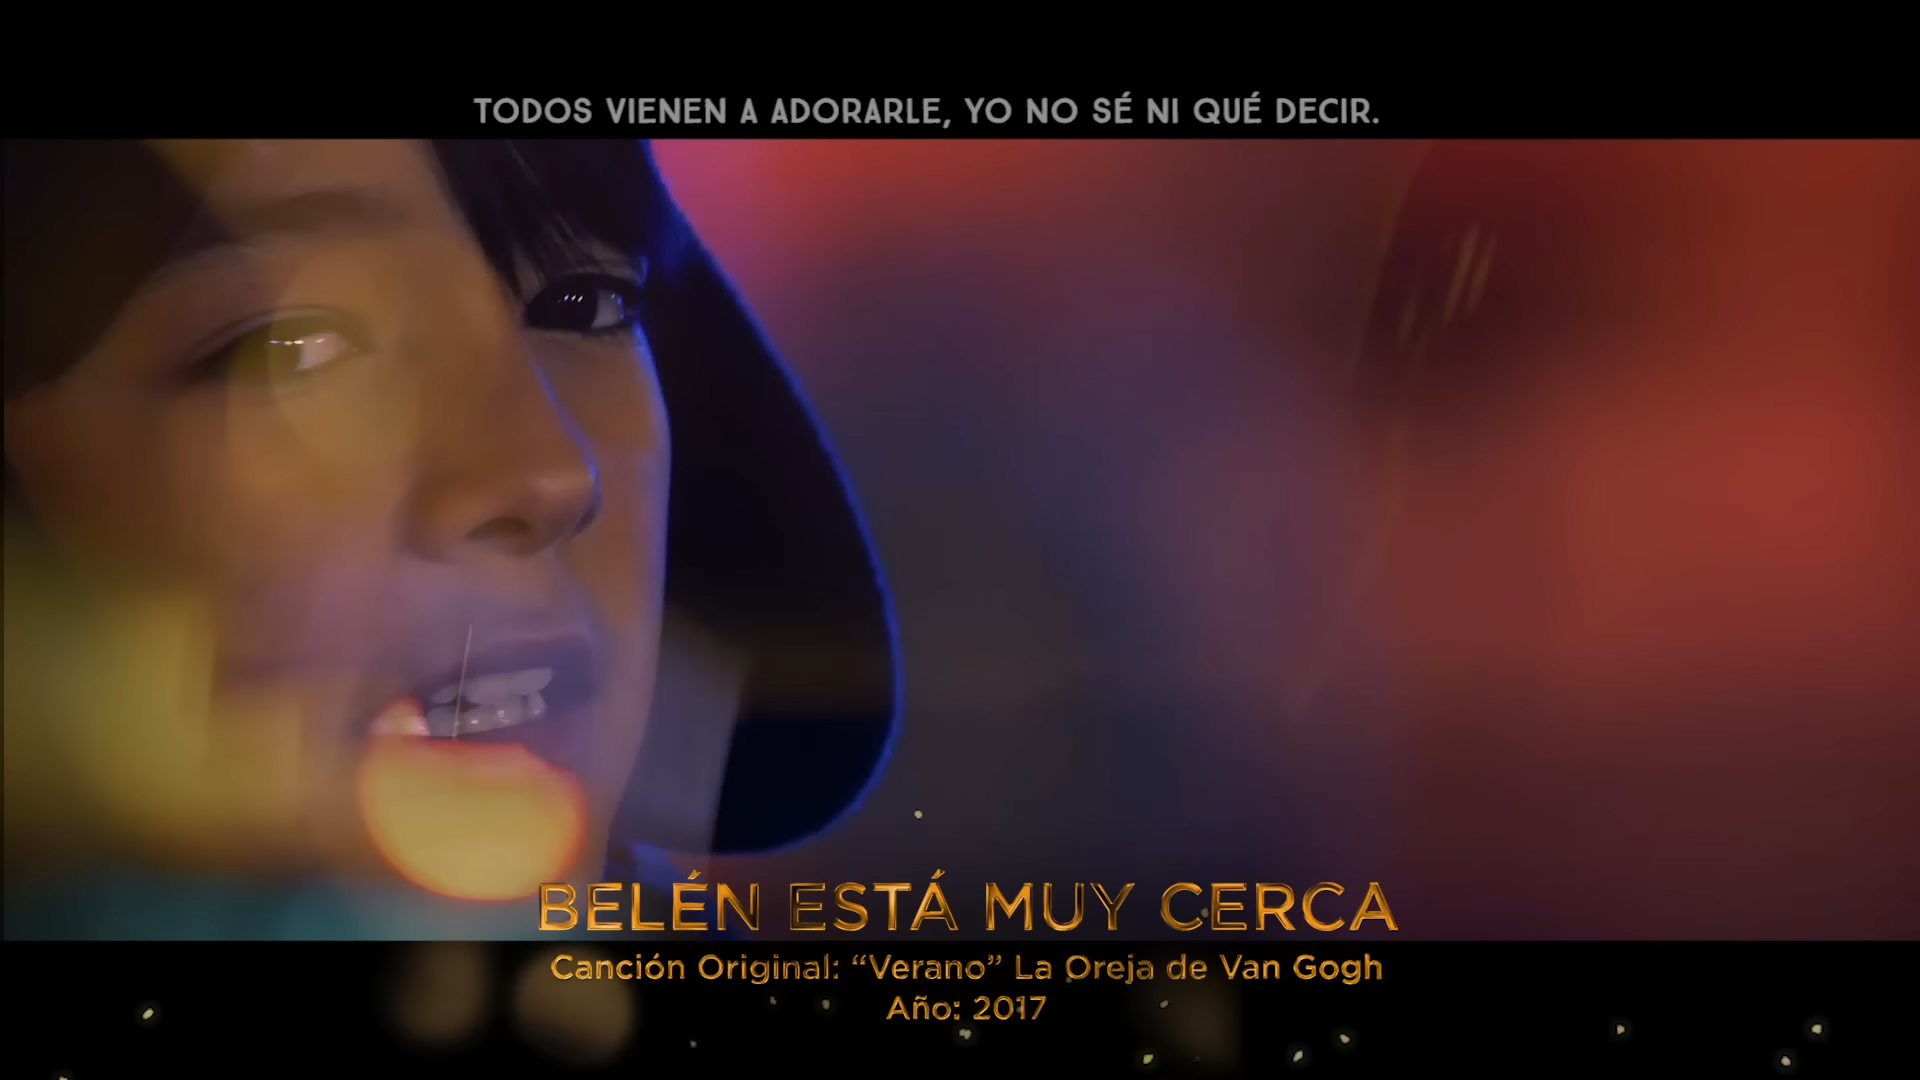 TODOS VIENEN A ADORARLE, YO NO SÉ NI QUÉ DECIR.
BELÉN ESTÁ MUY CERCA
Canción Original: “Verano” La Oreja de Van Gogh
Año: 2017